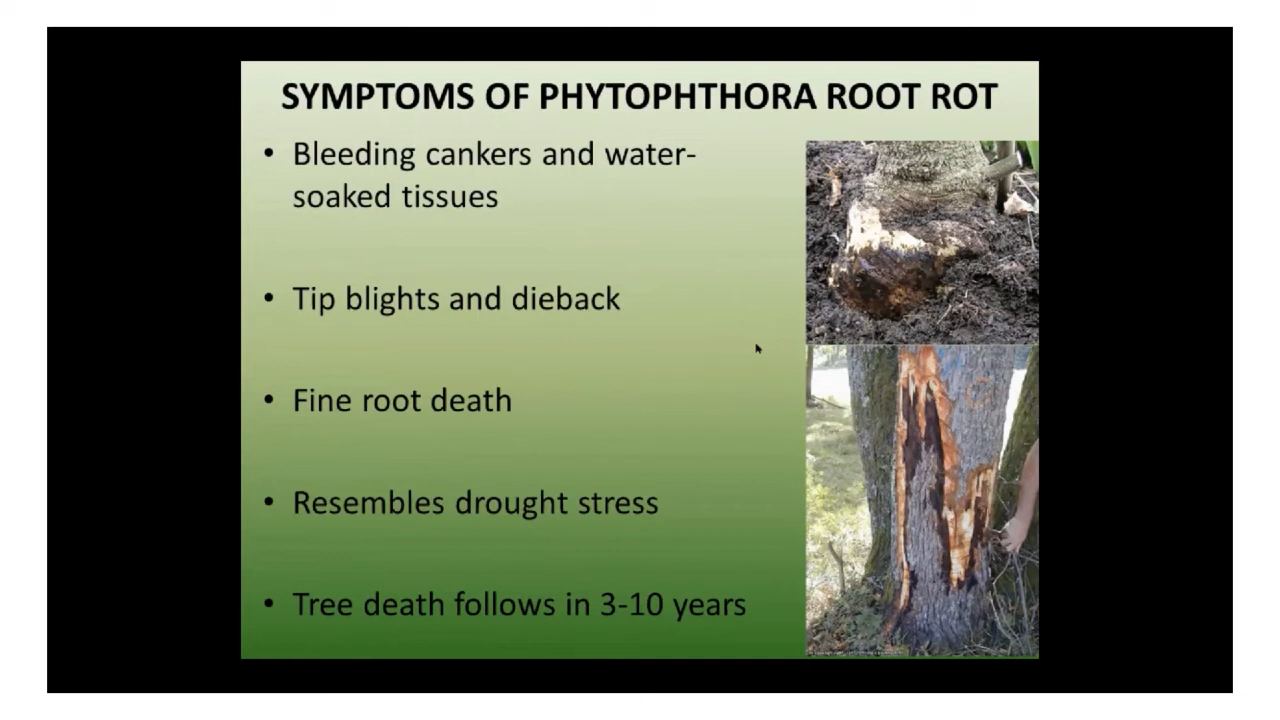 SYMPTOMS OF PHYTOPHTHORA ROOT ROT
• Bleeding cankers and water-
soaked tissues
• Tip blights and dieback
• Fine root death
• Resembles drought stress
• Tree death follows in 3-10 years